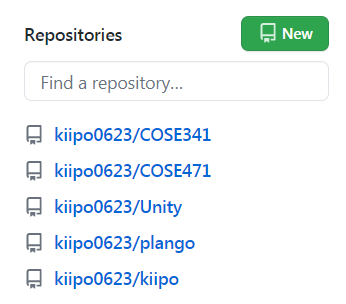 Repositories
New
Find a repository...
kiipo0623/COSE341
kiipo0623/COSE471
kiipo0623/Unity
kiipo0623/plango
kiipo0623/kiipo